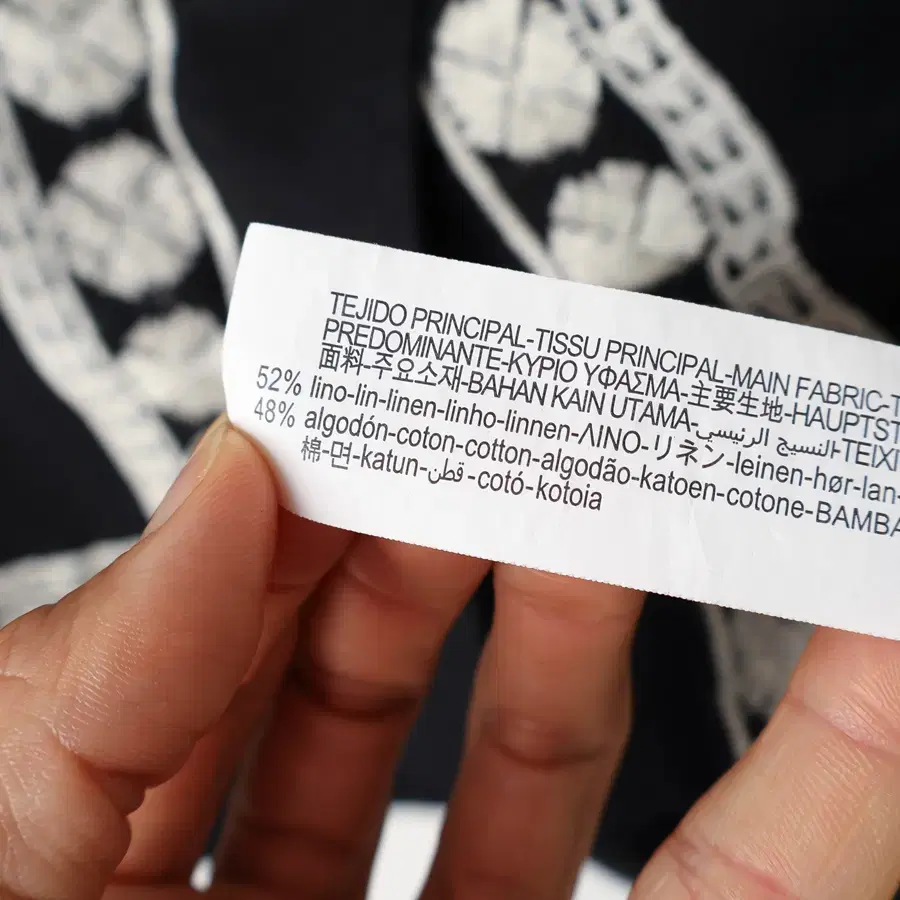 TEJIDO PRINCIPAL-TISSU PRINCIPAL-MAIN FABRIC-T
PREDOMINANTE-ΚΥΡΙΟ ΥΦΑΣΜΑ-主要生地-HAUPTST
面料-주요소재-BAHAN KAIN UTAMA-النسيج الرئيسي-TEIXI
52% lino-lin-linen-linho-linnen-ΛΙΝΟ-リネン-leinen-hør-lan-
48% algodón-coton-cotton-algodão-katoen-cotone-ΒΑΜΒΑ
棉-면-katun-قطن-cotó-kotoia